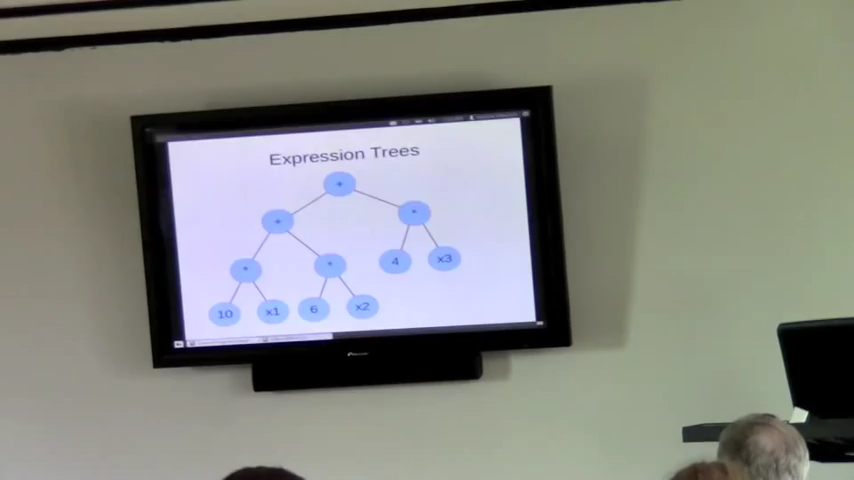 Expression Trees
+
+ *
* * 4 x3
10 x1 6 x2